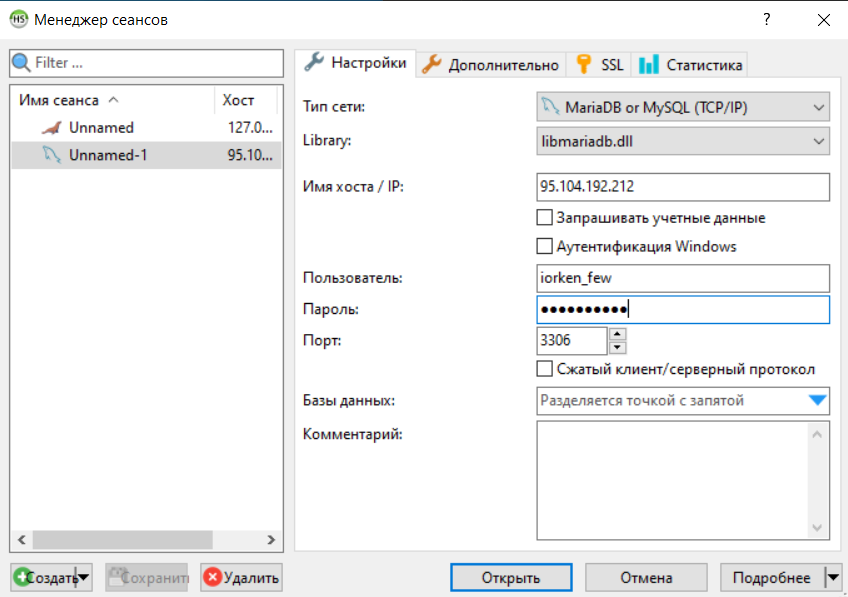 HS Менеджер сеансов ?
Filter ...
Имя сеанса Хост
Unnamed 127.0...
Unnamed-1 95.10...
Настройки Дополнительно SSL Статистика
Тип сети: MariaDB or MySQL (TCP/IP)
Library: libmariadb.dll
Имя хоста / IP: 95.104.192.212
Запрашивать учетные данные
Аутентификация Windows
Пользователь: iorken_few
Пароль: ●●●●●●●●●●
Порт: 3306
Сжатый клиент/серверный протокол
Базы данных: Разделяется точкой с запятой
Комментарий:
Создать Сохранит Удалить Открыть Отмена Подробнее